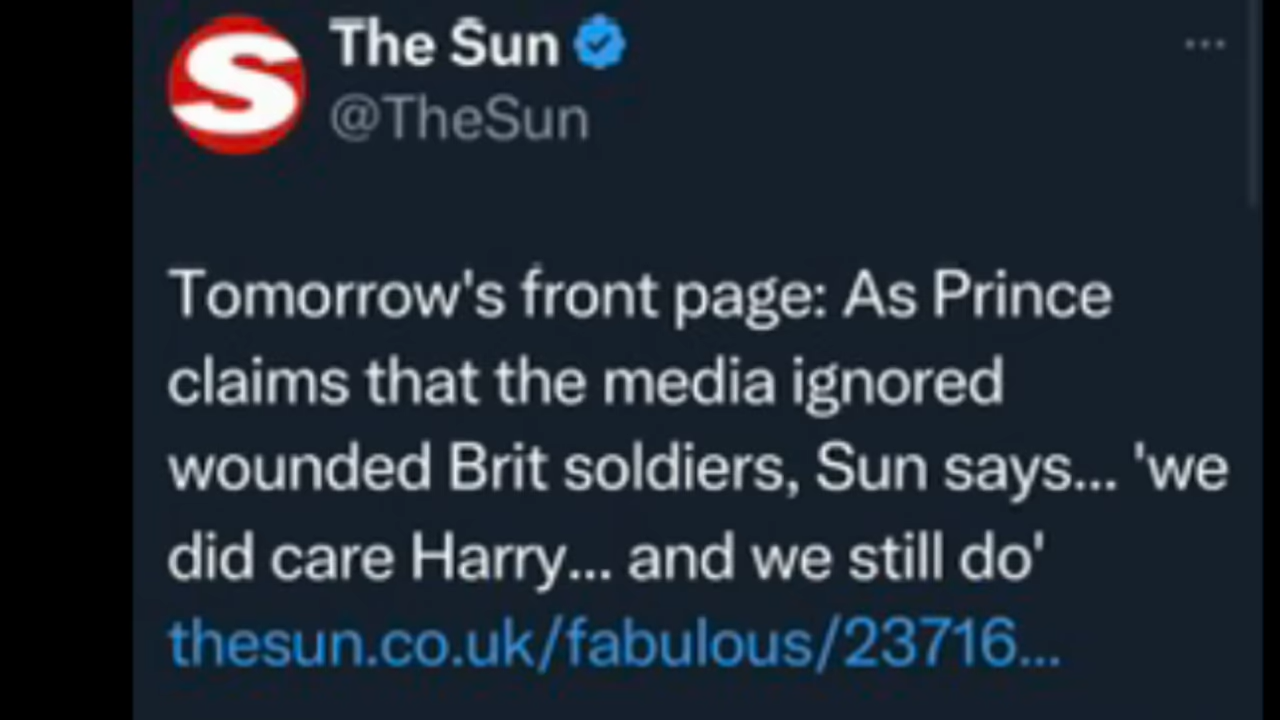 The Sun
@TheSun
Tomorrow's front page: As Prince
claims that the media ignored
wounded Brit soldiers, Sun says... 'we
did care Harry... and we still do'
thesun.co.uk/fabulous/23716...